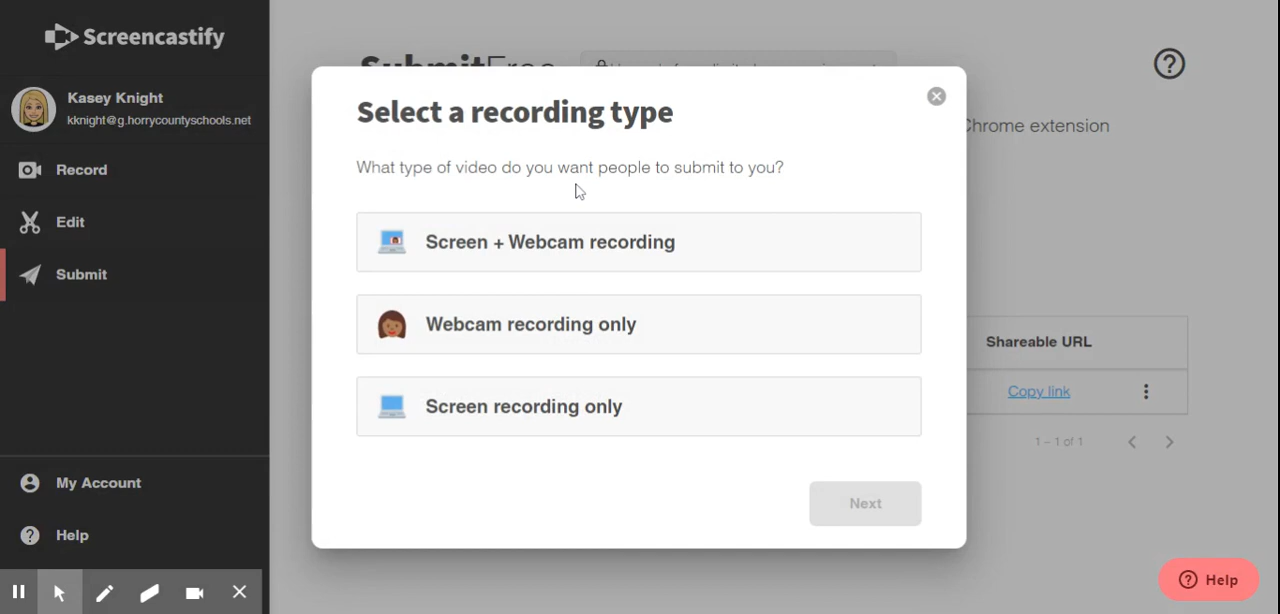 Screencastify
Kasey Knight
kknight@g.horrycountyschools.net
Record
Edit
Submit
My Account
Help
Select a recording type
What type of video do you want people to submit to you?
Screen + Webcam recording
Webcam recording only
Screen recording only
Next
Chrome extension
Shareable URL
Copy link
1 – 1 of 1
Help